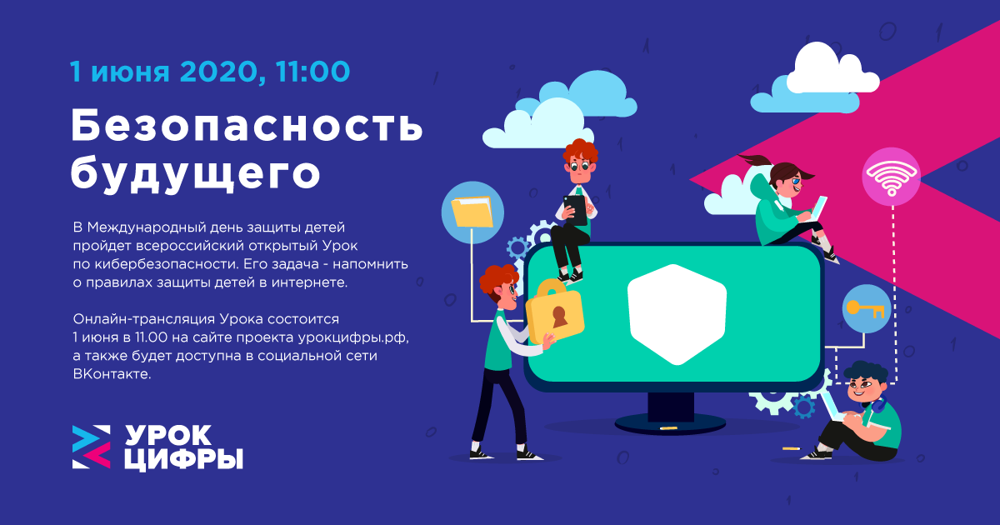 1 июня 2020, 11:00
Безопасность
будущего
В Международный день защиты детей
пройдет всероссийский открытый Урок
по кибербезопасности. Его задача - напомнить
о правилах защиты детей в интернете.
Онлайн-трансляция Урока состоится
1 июня в 11.00 на сайте проекта урокцифры.рф,
а также будет доступна в социальной сети
ВКонтакте.
УРОК
ЦИФРЫ